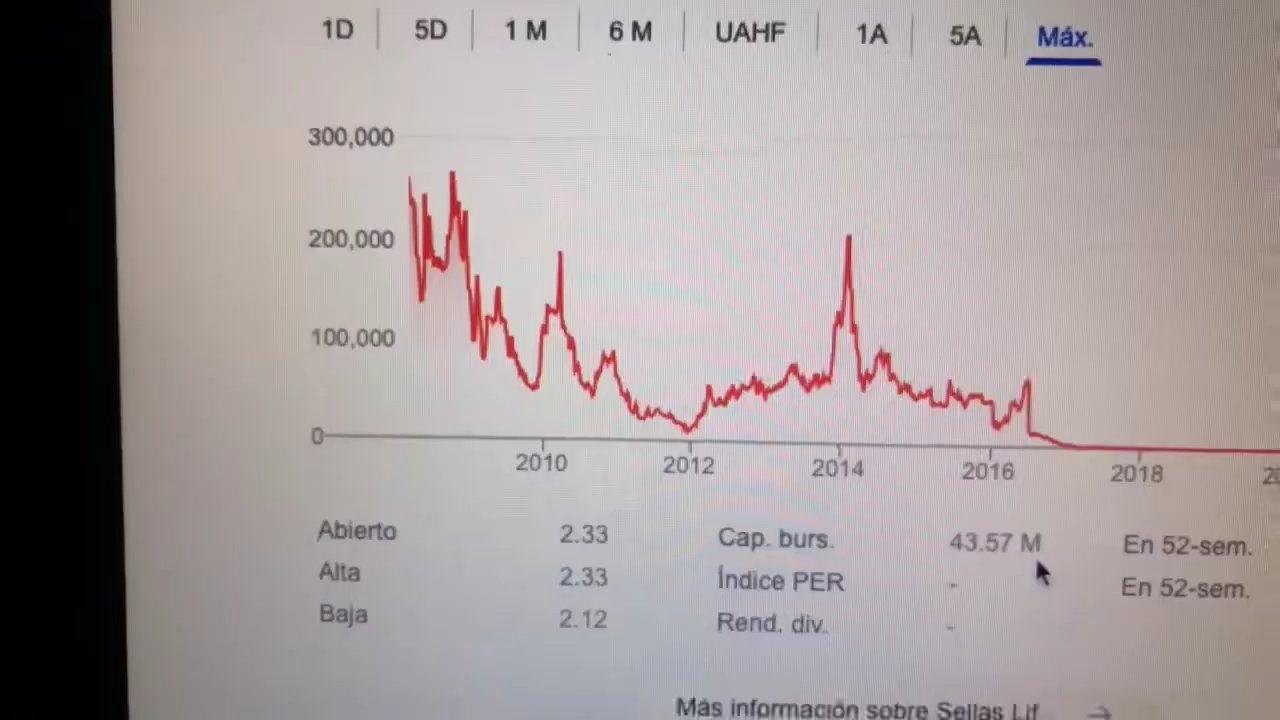 1D 5D 1 M 6 M UAHF 1A 5A Máx.
300,000
200,000
100,000
0
2010 2012 2014 2016 2018
Abierto 2.33 Cap. burs. 43.57 M En 52-sem.
Alta 2.33 Índice PER - En 52-sem.
Baja 2.12 Rend. div. -
Más información sobre Sellas Lif →